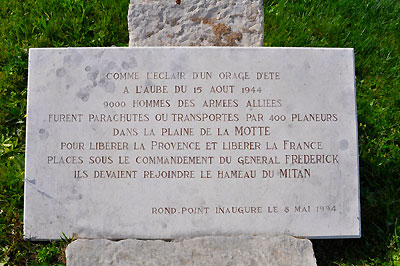 COMME L'ECLAIR D'UN ORAGE D'ETE
A L'AUBE DU 15 AOUT 1944
9000 HOMMES DES ARMEES ALLIEES
FURENT PARACHUTES OU TRANSPORTES PAR 400 PLANEURS
DANS LA PLAINE DE LA MOTTE
POUR LIBERER LA PROVENCE ET LIBERER LA FRANCE
PLACES SOUS LE COMMANDEMENT DU GENERAL FREDERICK
ILS DEVAIENT REJOINDRE LE HAMEAU DU MITAN
ROND-POINT INAUGURE LE 8 MAI 1994